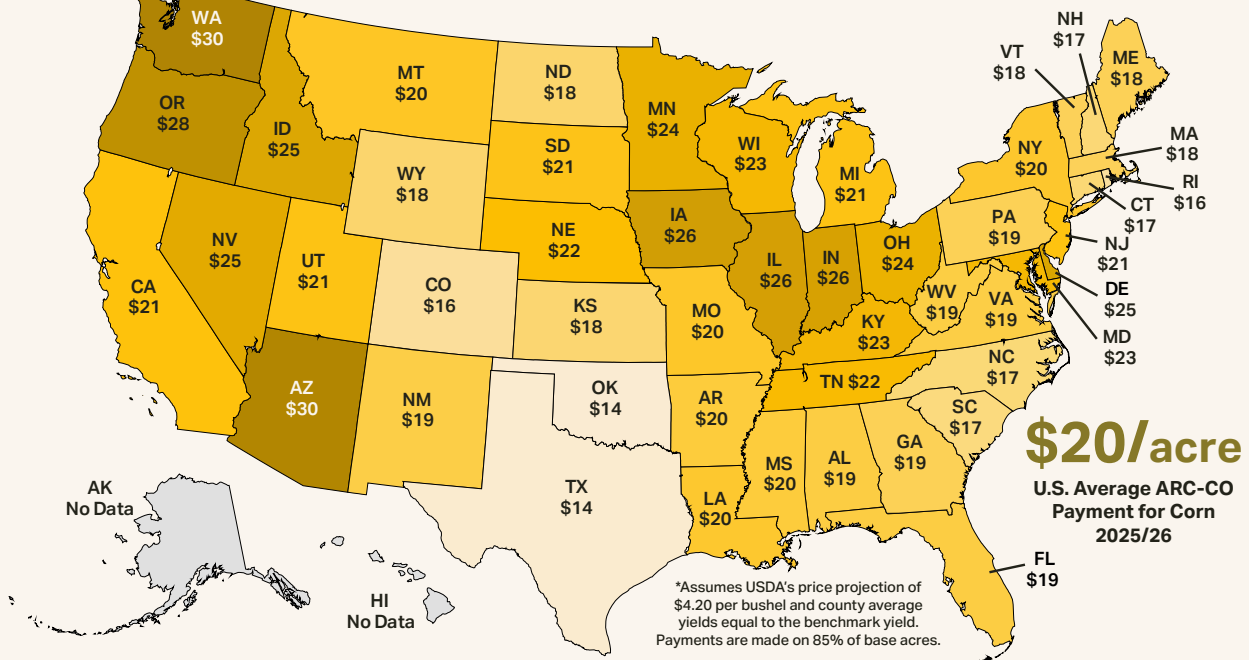 WA
$30
OR
$28
ID
$25
MT
$20
ND
$18
MN
$24
WI
$23
MI
$21
NY
$20
VT
$18
NH
$17
ME
$18
MA
$18
RI
$16
CT
$17
NJ
$21
DE
$25
MD
$23
WY
$18
SD
$21
NE
$22
IA
$26
IL
$26
IN
$26
OH
$24
PA
$19
WV
$19
VA
$19
NV
$25
UT
$21
CA
$21
CO
$16
KS
$18
MO
$20
KY
$23
TN $22
NC
$17
SC
$17
AZ
$30
NM
$19
OK
$14
AR
$20
TX
$14
LA
$20
MS
$20
AL
$19
GA
$19
FL
$19
AK
No Data
HI
No Data
$20/acre
U.S. Average ARC-CO
Payment for Corn
2025/26
*Assumes USDA's price projection of
$4.20 per bushel and county average
yields equal to the benchmark yield.
Payments are made on 85% of base acres.